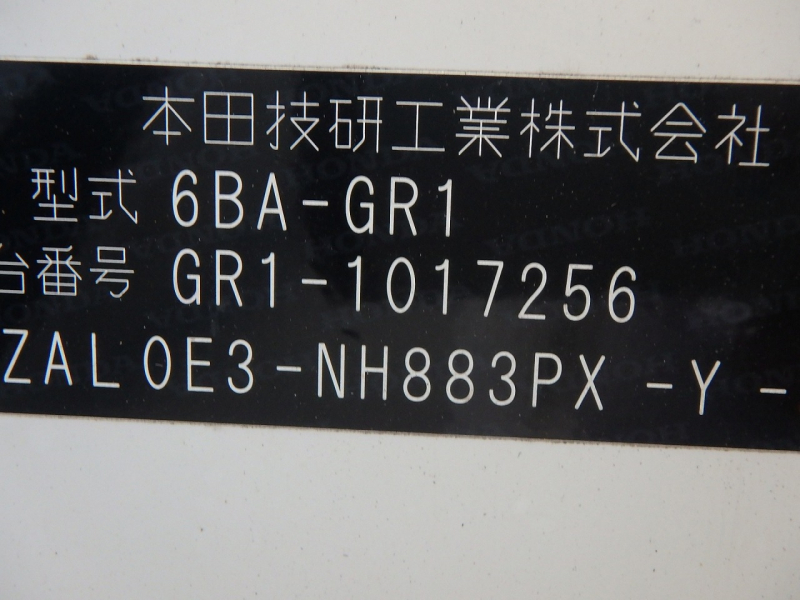 本田技研工業株式会社
型式 6BA-GR1
台番号 GR1-1017256
ZAL0E3-NH883PX -Y -